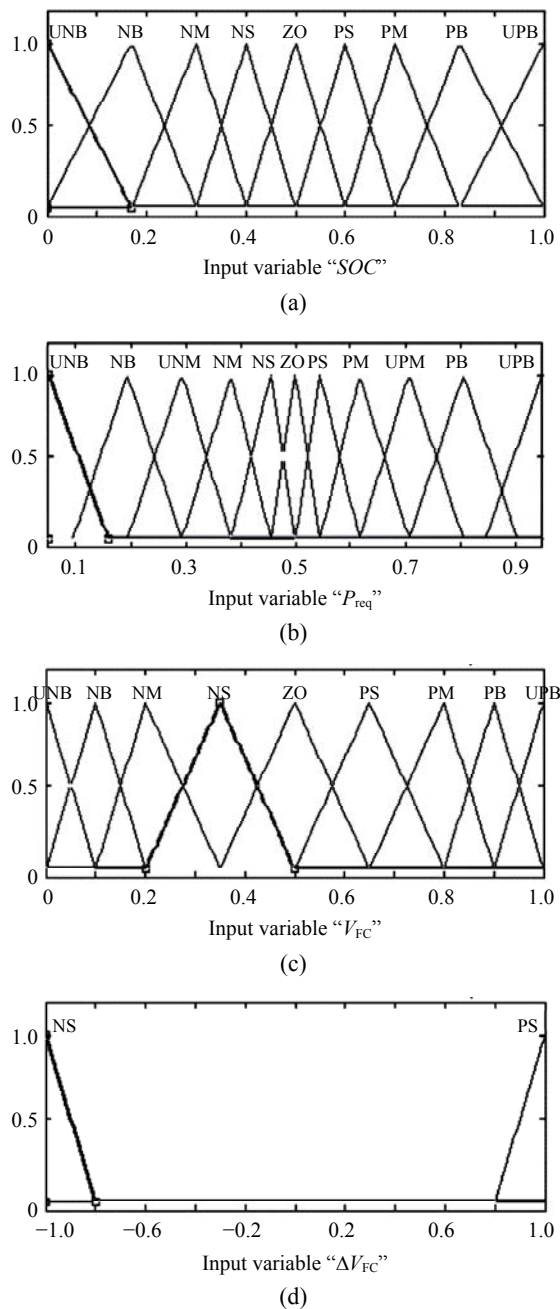 UNB NB NM NS ZO PS PM PB UPB
1.0
0.5
0
0 0.2 0.4 0.6 0.8 1.0
Input variable “SOC”
(a)
UNB NB UNM NM NS ZO PS PM UPM PB UPB
1.0
0.5
0
0.1 0.3 0.5 0.7 0.9
Input variable “Preq”
(b)
UNB NB NM NS ZO PS PM PB UPB
1.0
0.5
0
0 0.2 0.4 0.6 0.8 1.0
Input variable “VFC”
(c)
NS PS
1.0
0.5
0
−1.0 −0.6 −0.2 0.2 0.6 1.0
Input variable “ΔVFC”
(d)